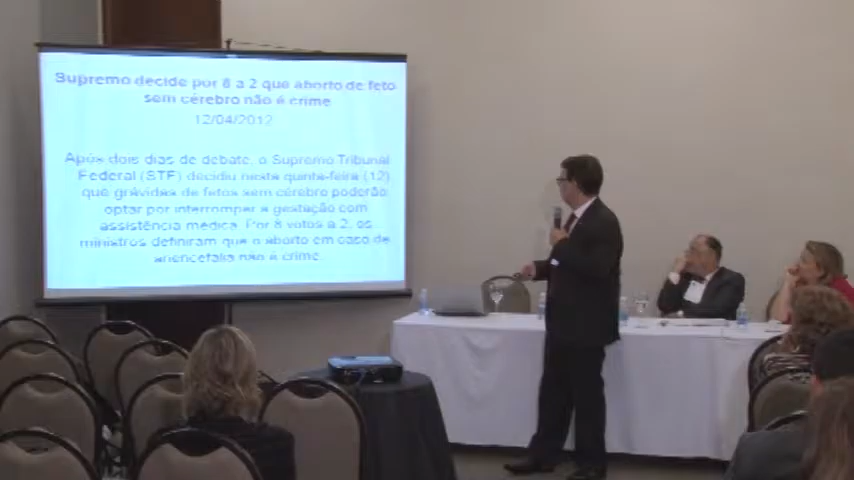 Supremo decide por 8 a 2 que aborto de feto
sem cérebro não é crime
12/04/2012
Após dois dias de debate, o Supremo Tribunal
Federal (STF) decidiu nesta quinta-feira (12)
que grávidas de fetos sem cérebro poderão
optar por interromper a gestação com
assistência médica. Por 8 votos a 2, os
ministros definiram que o aborto em caso de
anencefalia não é crime.